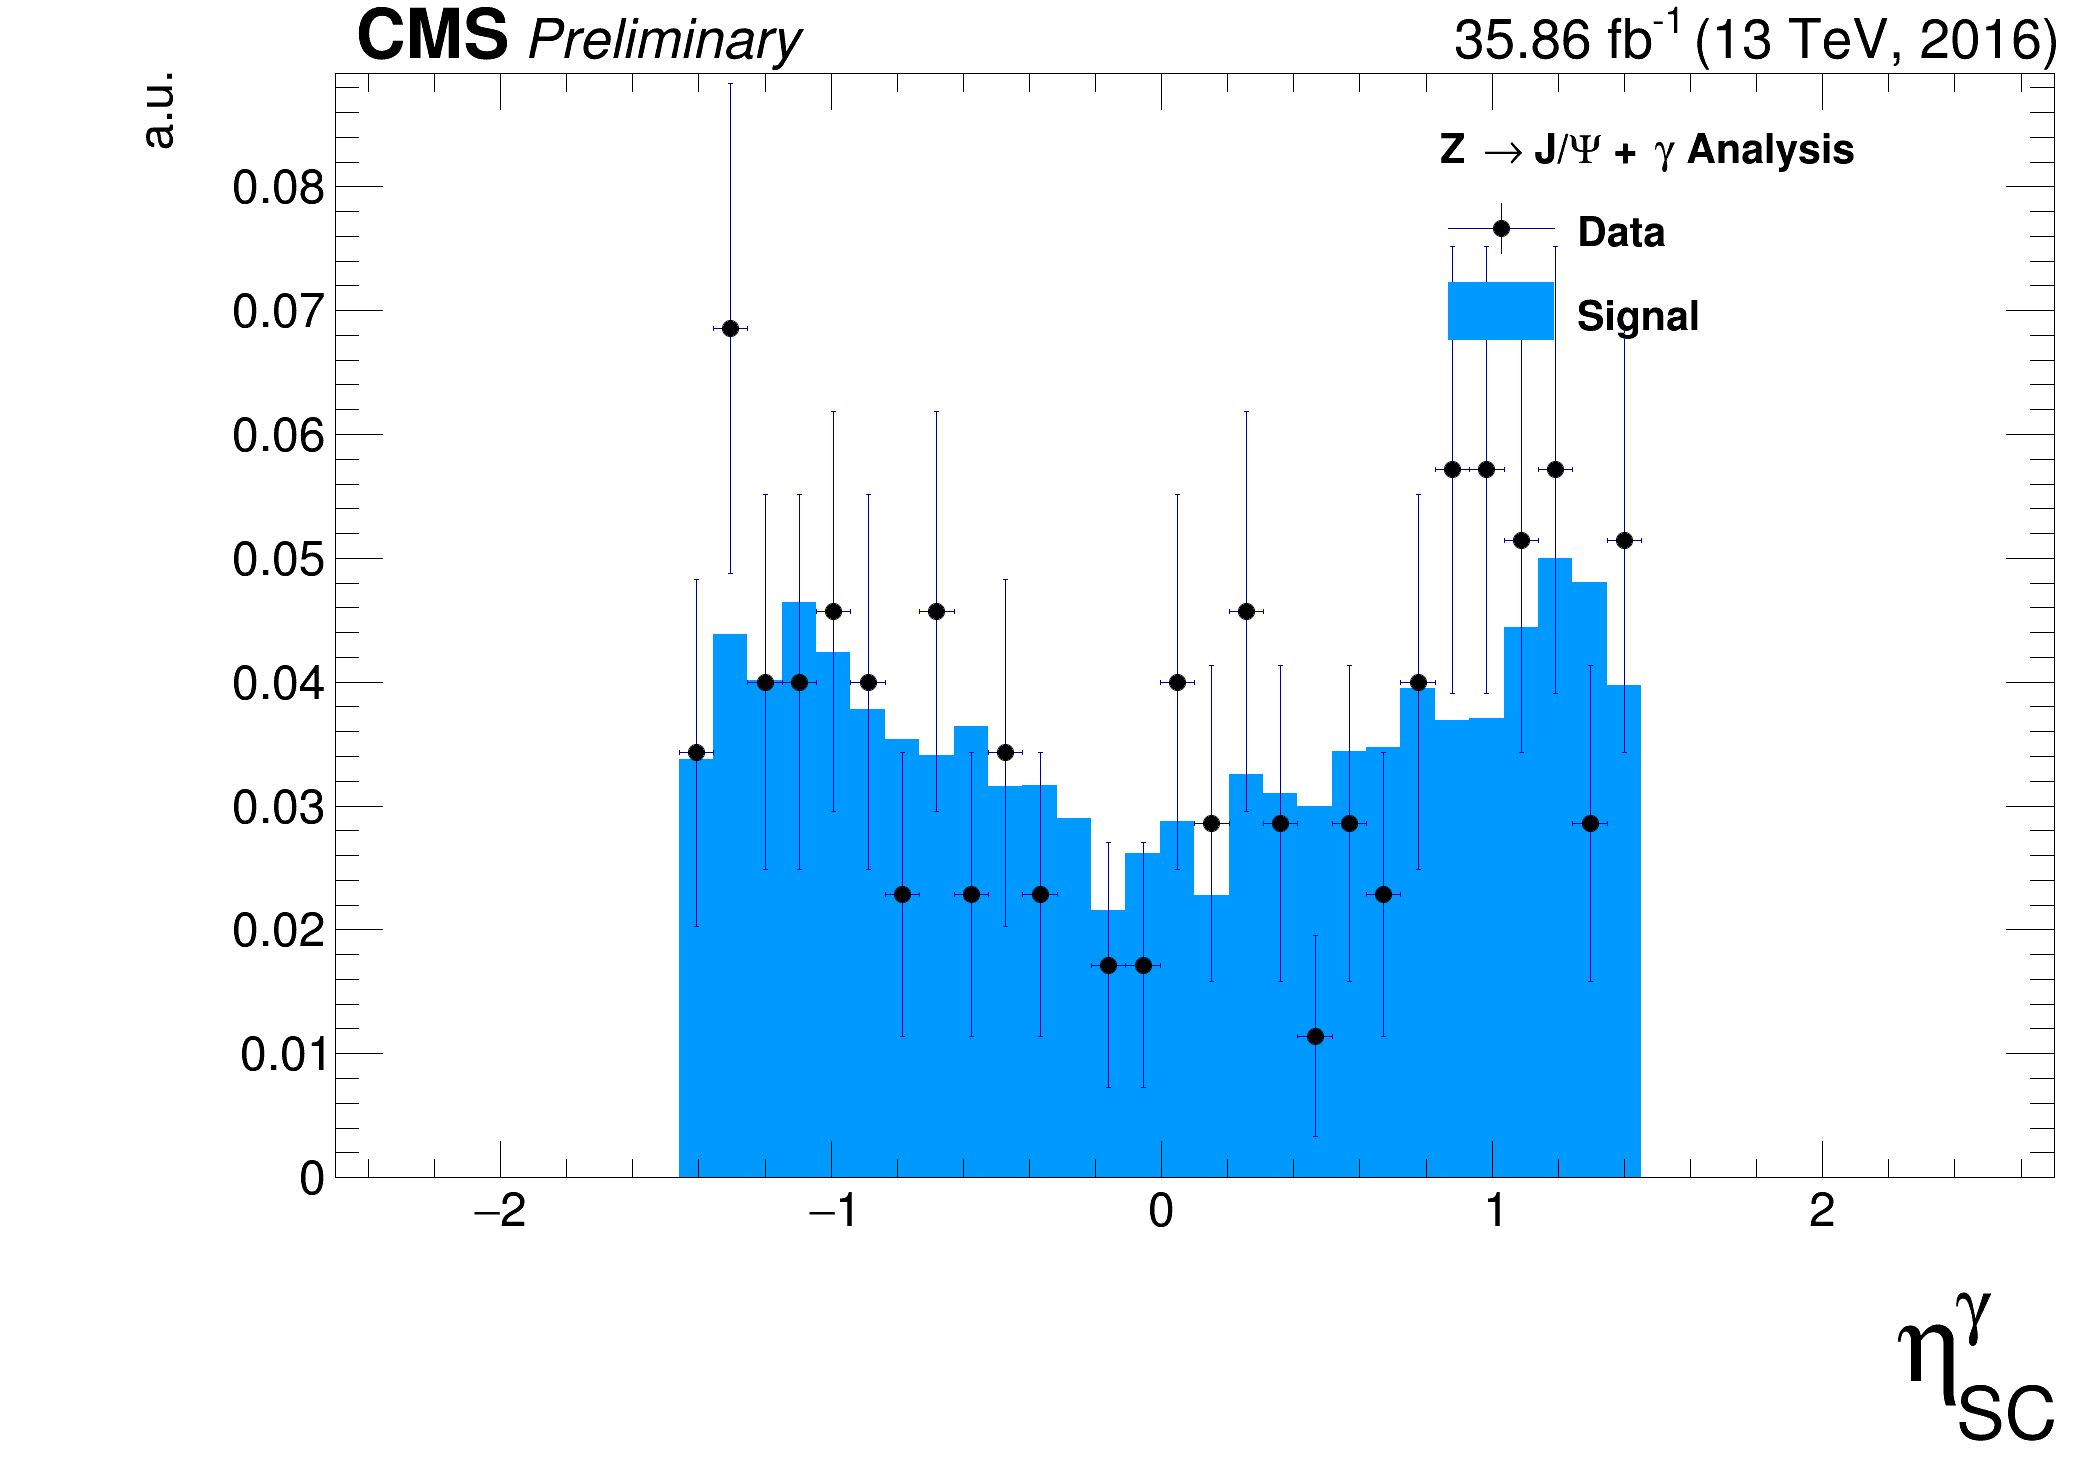 CMS Preliminary
35.86 fb-1 (13 TeV, 2016)
a.u.
Z → J/Ψ + γ Analysis
Data
Signal
0.08
0.07
0.06
0.05
0.04
0.03
0.02
0.01
0
−2 −1 0 1 2
ηγSC